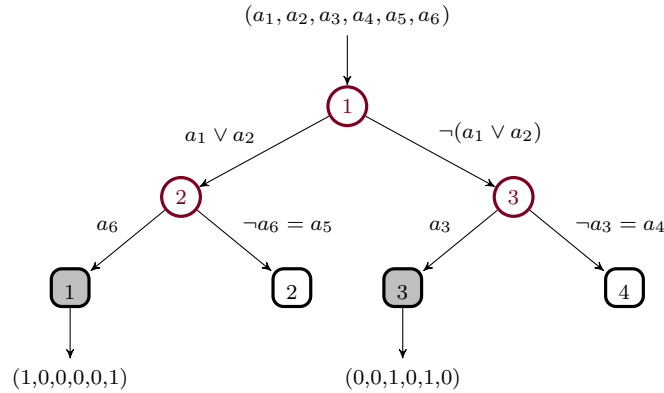 (a₁, a₂, a₃, a₄, a₅, a₆)
1
a₁ ∨ a₂
¬(a₁ ∨ a₂)
2
3
a₆
¬a₆ = a₅
a₃
¬a₃ = a₄
1
2
3
4
(1,0,0,0,0,1)
(0,0,1,0,1,0)